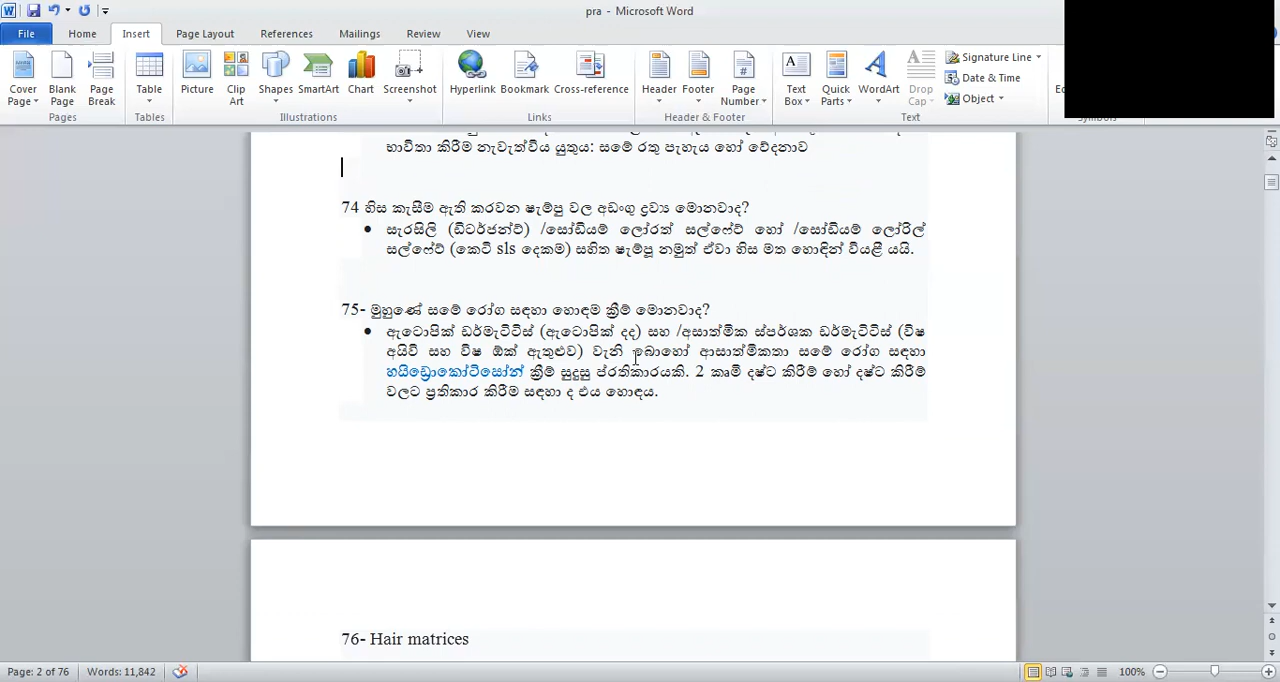 pra - Microsoft Word
File Home Insert Page Layout References Mailings Review View
Cover Page Blank Page Page Break Table Picture Clip Art Shapes SmartArt Chart Screenshot Hyperlink Bookmark Cross-reference Header Footer Page Number Text Box Quick Parts WordArt Drop Cap Signature Line
Date & Time
Object
Pages Tables Illustrations Links Header & Footer Text
භාවිතා කිරීම නැවැත්විය යුතුය: සමේ රතු පැහැය හෝ වේදනාව
74 හිස කැසීම ඇති කරවන ෂැම්පු වල අඩංගු ද්‍රව්‍ය මොනවාද?
• සැරසිලි (ඩිටර්ජන්ට්) /සෝඩියම් ලෝරත් සල්ෆේට් හෝ /සෝඩියම් ලෝරිල්
සල්ෆේට් (කෙටි sls දෙකම) සහිත ෂැම්පූ නමුත් ඒවා හිස මත හොඳින් වියළී යයි.
75- මුහුණේ සමේ රෝග සඳහා හොඳම ක්‍රීම් මොනවාද?
• ඇටොපික් ඩර්මැටිටිස් (ඇටොපික් දද) සහ /අසාත්මික ස්පර්ශක ඩර්මැටිටිස් (විෂ
අයිවි සහ විෂ ඕක් ඇතුළුව) වැනි බොහෝ ආසාත්මිකතා සමේ රෝග සඳහා
හයිඩ්‍රොකෝටිසෝන් ක්‍රීම් සුදුසු ප්රතිකාරයකි. 2 කෘමි දෂ්ට කිරීම් හෝ දෂ්ට කිරීම්
වලට ප්‍රතිකාර කිරීම සඳහා ද එය හොඳය.
76- Hair matrices
Page: 2 of 76 Words: 11,842 100%